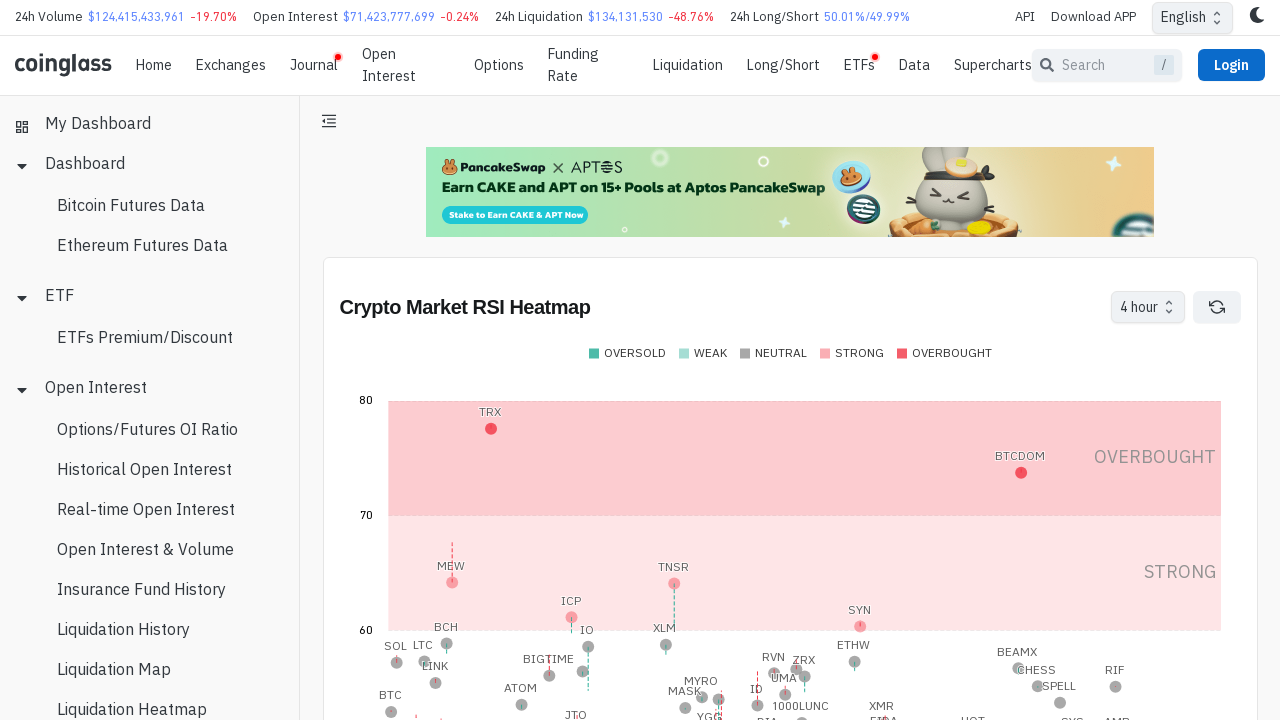 24h Volume $124,415,433,961 -19.70% Open Interest $71,423,777,699 -0.24% 24h Liquidation $134,131,530 -48.76% 24h Long/Short 50.01%/49.99% API Download APP English
coinglass Home Exchanges Journal Open Interest Options Funding Rate Liquidation Long/Short ETFs Data Supercharts Search / Login
My Dashboard
Dashboard
Bitcoin Futures Data
Ethereum Futures Data
ETF
ETFs Premium/Discount
Open Interest
Options/Futures OI Ratio
Historical Open Interest
Real-time Open Interest
Open Interest & Volume
Insurance Fund History
Liquidation History
Liquidation Map
Liquidation Heatmap
PancakeSwap × APTOS
Earn CAKE and APT on 15+ Pools at Aptos PancakeSwap
Stake to Earn CAKE & APT Now
Crypto Market RSI Heatmap
4 hour
OVERSOLD WEAK NEUTRAL STRONG OVERBOUGHT
80
TRX
BTCDOM
OVERBOUGHT
70
MEW
TNSR
STRONG
ICP
SYN
60
BCH
IO
XLM
SOL
LTC
ETHW
BEAMX
LINK
BIGTIME
RVN
ZRX
CHESS
RIF
UMA
MYRO
SPELL
BTC
ATOM
MASK
ID
1000LUNC
XMR
JTO
YGG